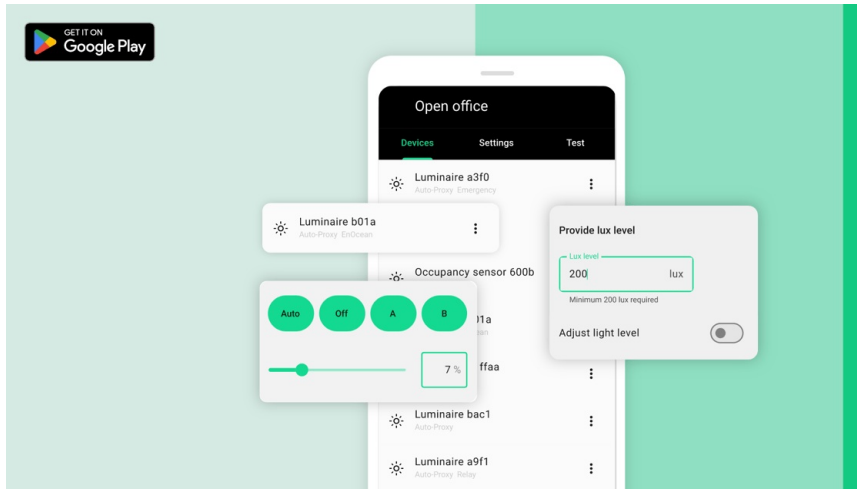 GET IT ON
Google Play
Open office
Devices Settings Test
Luminaire a3f0
Auto-Proxy Emergency
Luminaire b01a
Auto-Proxy EnOcean
Occupancy sensor 600b
Auto Off A B
7 %
01a
ffaa
Luminaire bac1
Auto-Proxy
Luminaire a9f1
Auto-Proxy Relay
Provide lux level
Lux level
200 lux
Minimum 200 lux required
Adjust light level